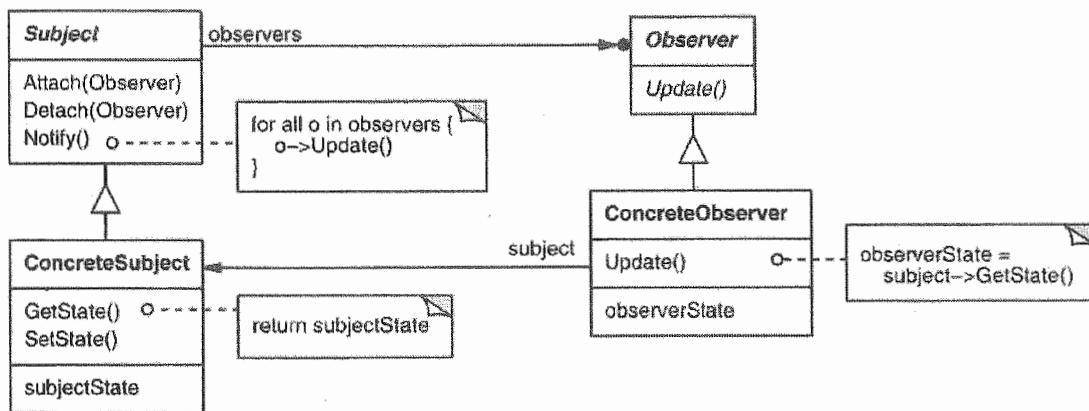 Subject
observers
Observer
Attach(Observer)
Detach(Observer)
Notify()
Update()
for all o in observers {
o->Update()
}
ConcreteSubject
GetState()
SetState()
subjectState
return subjectState
subject
ConcreteObserver
Update()
observerState
observerState =
subject->GetState()